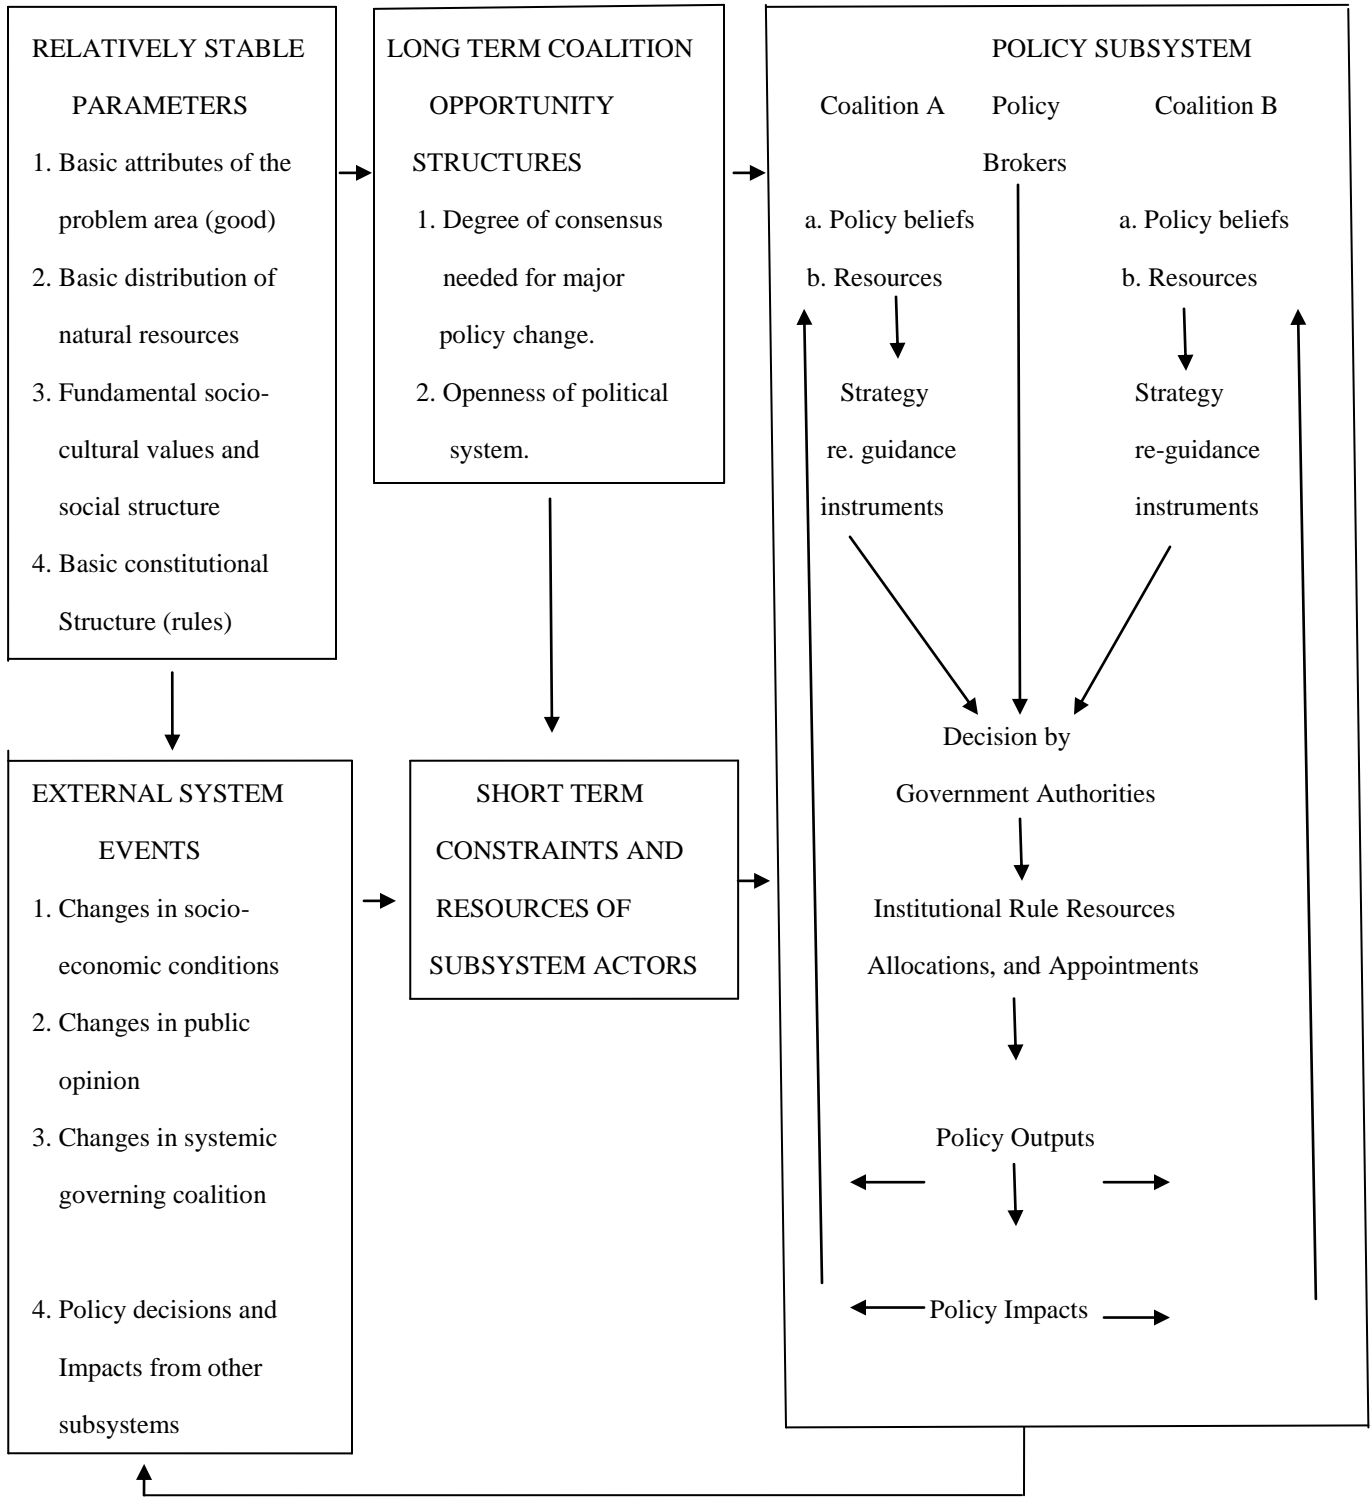 RELATIVELY STABLE
PARAMETERS
1. Basic attributes of the
problem area (good)
2. Basic distribution of
natural resources
3. Fundamental socio-
cultural values and
social structure
4. Basic constitutional
Structure (rules)
LONG TERM COALITION
OPPORTUNITY
STRUCTURES
1. Degree of consensus
needed for major
policy change.
2. Openness of political
system.
POLICY SUBSYSTEM
Coalition A
Policy
Brokers
Coalition B
a. Policy beliefs
b. Resources
Strategy
re. guidance
instruments
a. Policy beliefs
b. Resources
Strategy
re-guidance
instruments
Decision by
Government Authorities
Institutional Rule Resources
Allocations, and Appointments
Policy Outputs
Policy Impacts
EXTERNAL SYSTEM
EVENTS
1. Changes in socio-
economic conditions
2. Changes in public
opinion
3. Changes in systemic
governing coalition
4. Policy decisions and
Impacts from other
subsystems
SHORT TERM
CONSTRAINTS AND
RESOURCES OF
SUBSYSTEM ACTORS